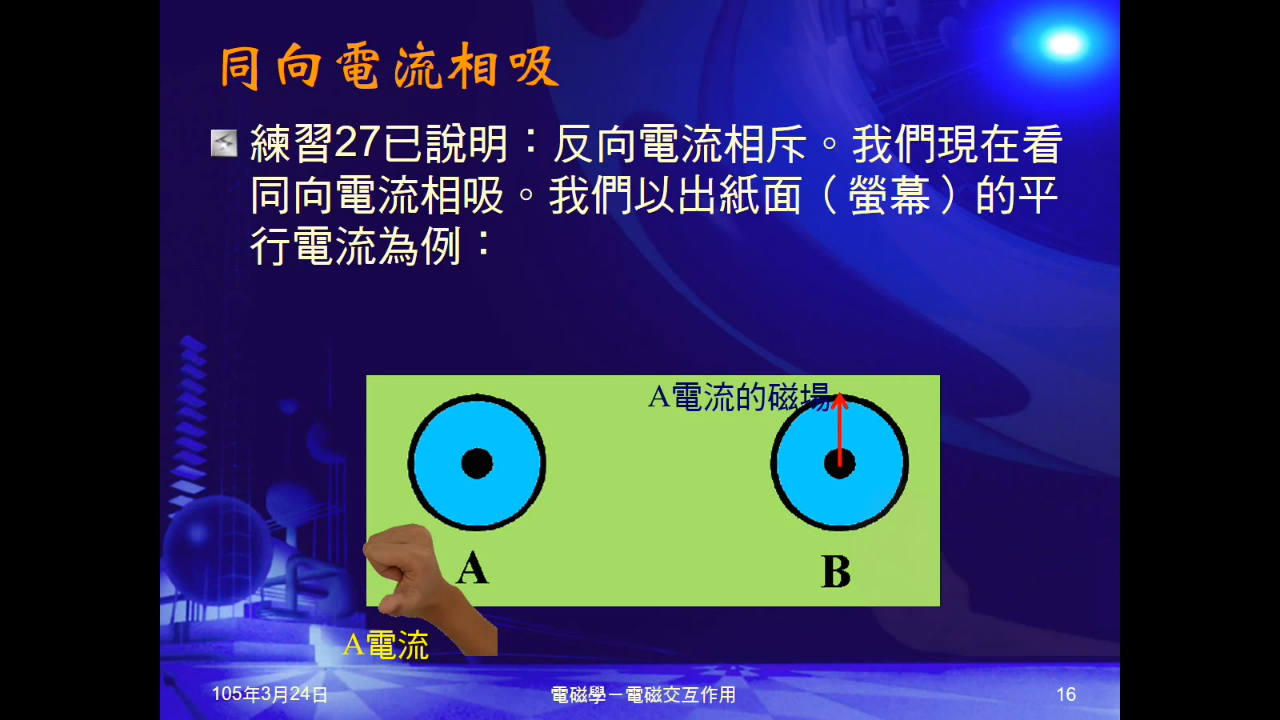 同向電流相吸
練習27已說明：反向電流相斥。我們現在看
同向電流相吸。我們以出紙面（螢幕）的平
行電流為例：
A電流的磁場
A
B
A電流
105年3月24日
電磁學－電磁交互作用
16